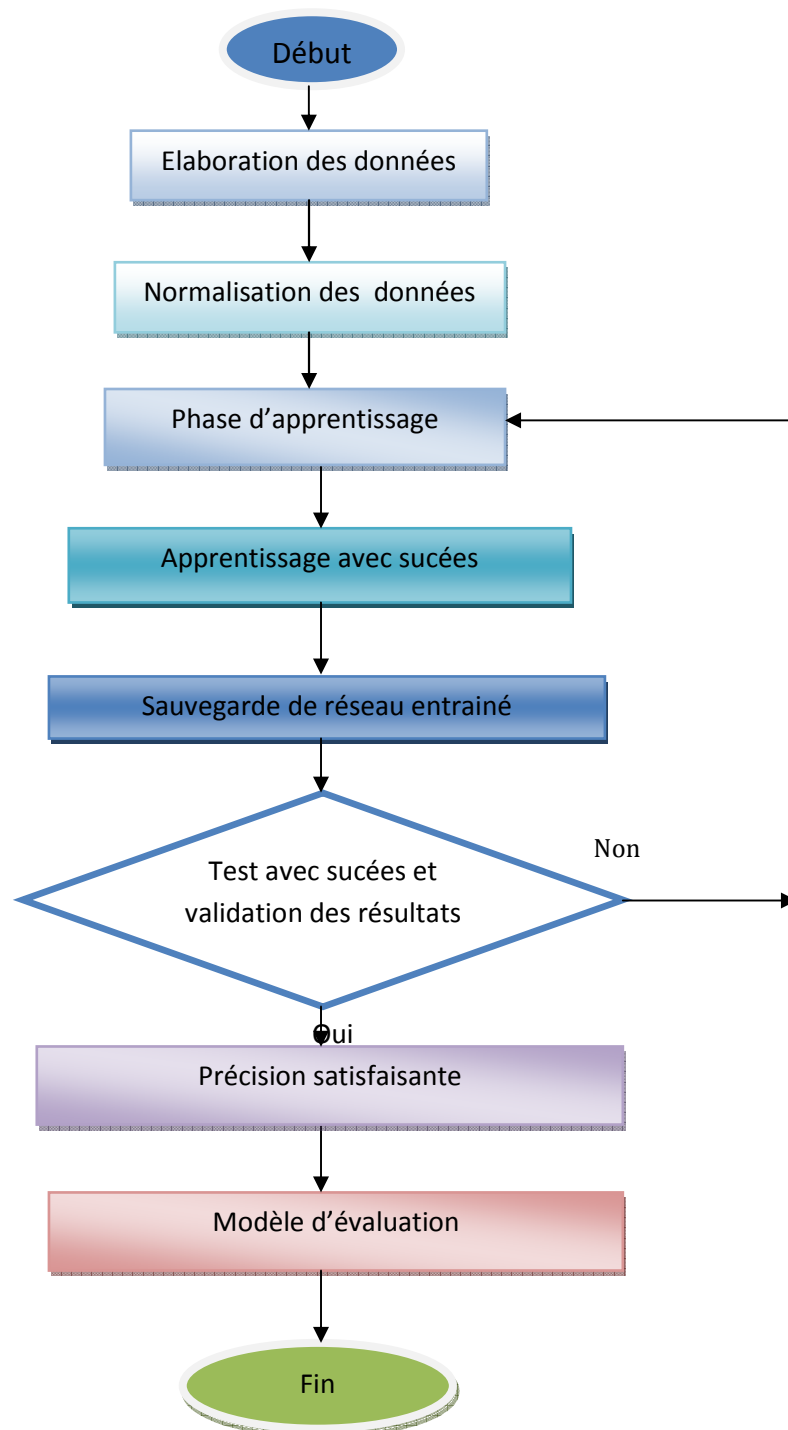 Début
Elaboration des données
Normalisation des données
Phase d’apprentissage
Apprentissage avec sucées
Sauvegarde de réseau entrainé
Non
Test avec sucées et
validation des résultats
Oui
Précision satisfaisante
Modèle d’évaluation
Fin